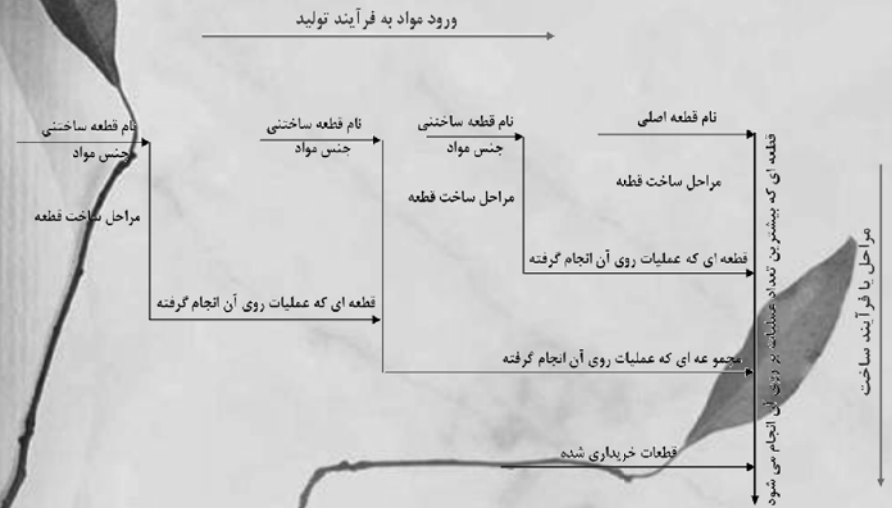 ورود مواد به فرآیند تولید
نام قطعه اصلی
نام قطعه ساختنی
جنس مواد
نام قطعه ساختنی
جنس مواد
نام قطعه ساختنی
جنس مواد
مراحل ساخت قطعه
مراحل ساخت قطعه
مراحل ساخت قطعه
قطعه ای که عملیات روی آن انجام گرفته
قطعه ای که عملیات روی آن انجام گرفته
مجمو عه ای که عملیات روی آن انجام گرفته
قطعات خریداری شده
قطعه ای که بیشترین تعداد عملیات بر روی آن انجام می شود
مراحل یا فرآیند ساخت